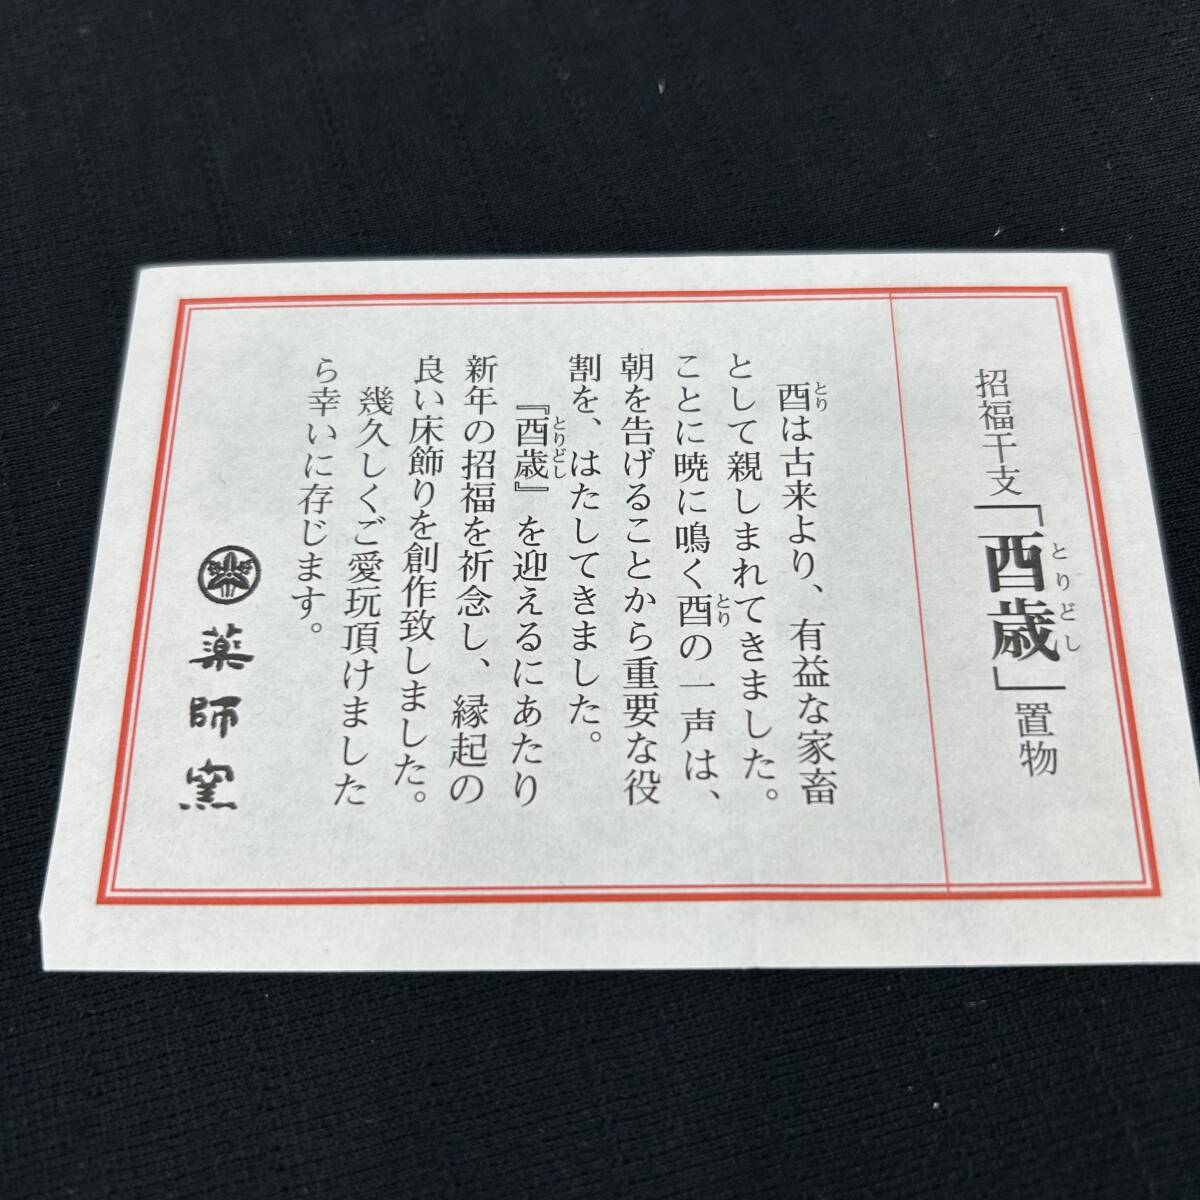 招福干支「酉歳」置物
酉は古来より、有益な家畜
として親しまれてきました。
ことに暁に鳴く酉の一声は、
朝を告げることから重要な役
割を、はたしてきました。
『酉歳』を迎えるにあたり
新年の招福を祈念し、縁起の
良い床飾りを創作致しました。
幾久しくご愛玩頂けました
ら幸いに存じます。
薬師窯